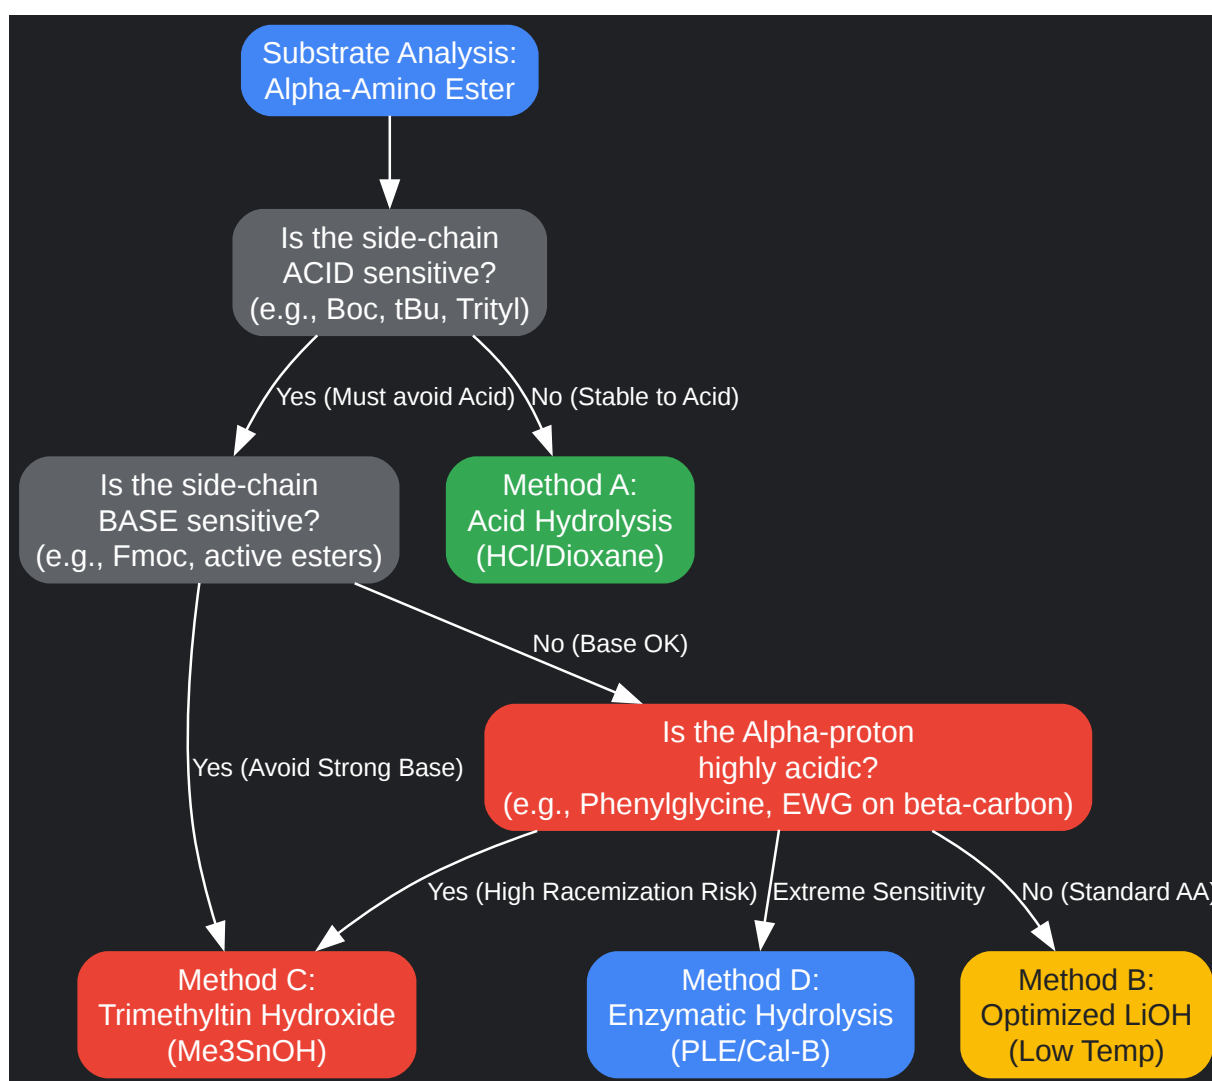 Substrate Analysis:
Alpha-Amino Ester
Is the side-chain
ACID sensitive?
(e.g., Boc, tBu, Trityl)
Yes (Must avoid Acid)
No (Stable to Acid)
Is the side-chain
BASE sensitive?
(e.g., Fmoc, active esters)
Method A:
Acid Hydrolysis
(HCl/Dioxane)
No (Base OK)
Yes (Avoid Strong Base)
Is the Alpha-proton
highly acidic?
(e.g., Phenylglycine, EWG on beta-carbon)
Yes (High Racemization Risk)
Extreme Sensitivity
No (Standard AA)
Method C:
Trimethyltin Hydroxide
(Me3SnOH)
Method D:
Enzymatic Hydrolysis
(PLE/Cal-B)
Method B:
Optimized LiOH
(Low Temp)